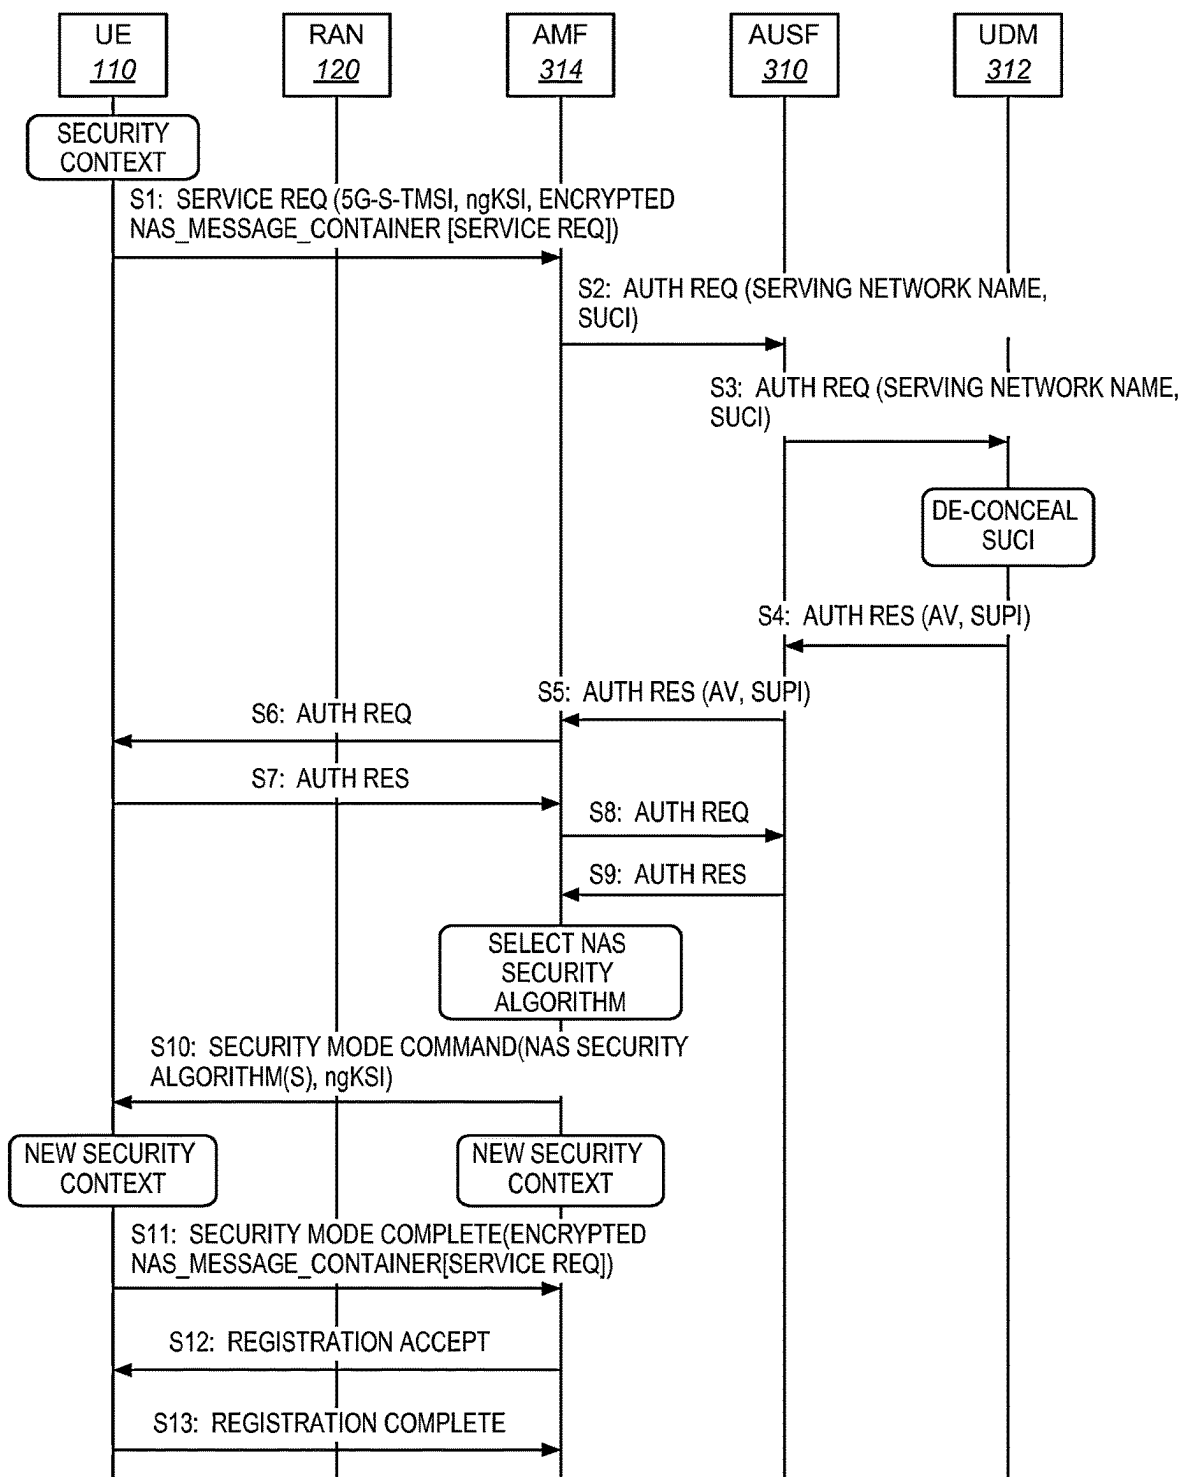 UE
110
RAN
120
AMF
314
AUSF
310
UDM
312
SECURITY
CONTEXT
S1: SERVICE REQ (5G-S-TMSI, ngKSI, ENCRYPTED
NAS_MESSAGE_CONTAINER [SERVICE REQ])
S2: AUTH REQ (SERVING NETWORK NAME,
SUCI)
S3: AUTH REQ (SERVING NETWORK NAME,
SUCI)
DE-CONCEAL
SUCI
S4: AUTH RES (AV, SUPI)
S5: AUTH RES (AV, SUPI)
S6: AUTH REQ
S7: AUTH RES
S8: AUTH REQ
S9: AUTH RES
SELECT NAS
SECURITY
ALGORITHM
S10: SECURITY MODE COMMAND(NAS SECURITY
ALGORITHM(S), ngKSI)
NEW SECURITY
CONTEXT
NEW SECURITY
CONTEXT
S11: SECURITY MODE COMPLETE(ENCRYPTED
NAS_MESSAGE_CONTAINER[SERVICE REQ])
S12: REGISTRATION ACCEPT
S13: REGISTRATION COMPLETE